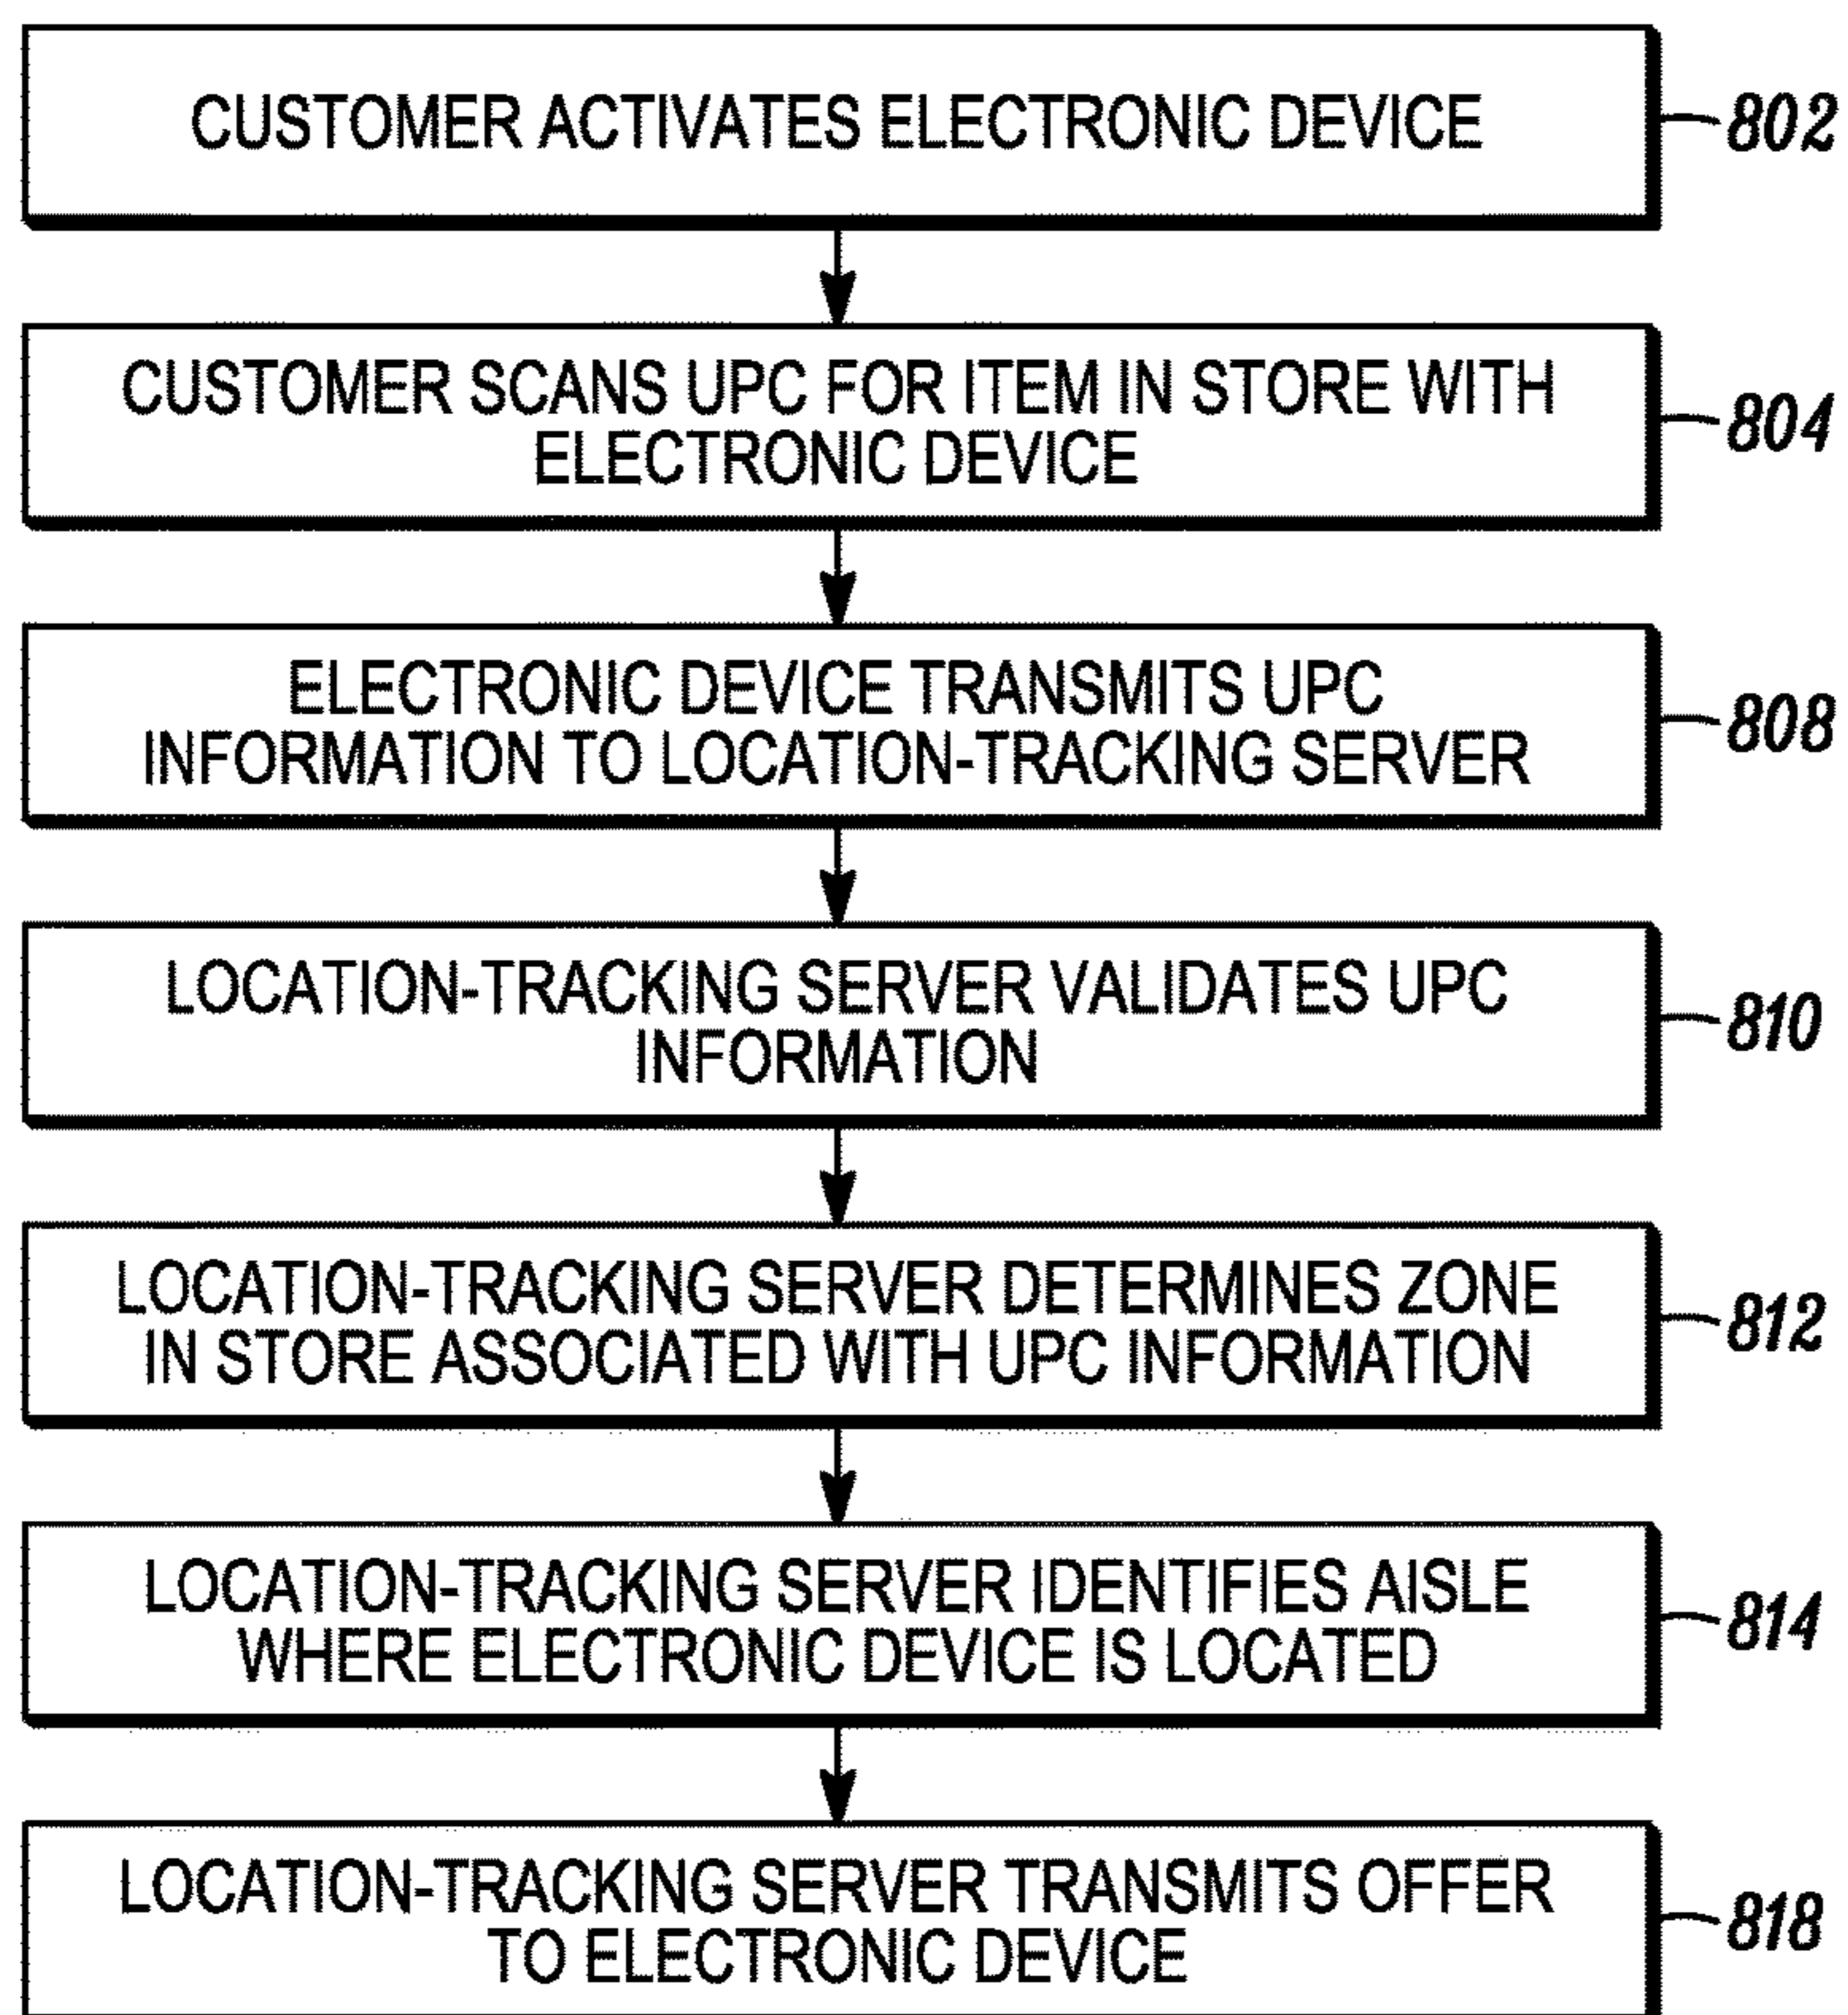 CUSTOMER ACTIVATES ELECTRONIC DEVICE
802
CUSTOMER SCANS UPC FOR ITEM IN STORE WITH
ELECTRONIC DEVICE
804
ELECTRONIC DEVICE TRANSMITS UPC
INFORMATION TO LOCATION-TRACKING SERVER
808
LOCATION-TRACKING SERVER VALIDATES UPC
INFORMATION
810
LOCATION-TRACKING SERVER DETERMINES ZONE
IN STORE ASSOCIATED WITH UPC INFORMATION
812
LOCATION-TRACKING SERVER IDENTIFIES AISLE
WHERE ELECTRONIC DEVICE IS LOCATED
814
LOCATION-TRACKING SERVER TRANSMITS OFFER
TO ELECTRONIC DEVICE
818